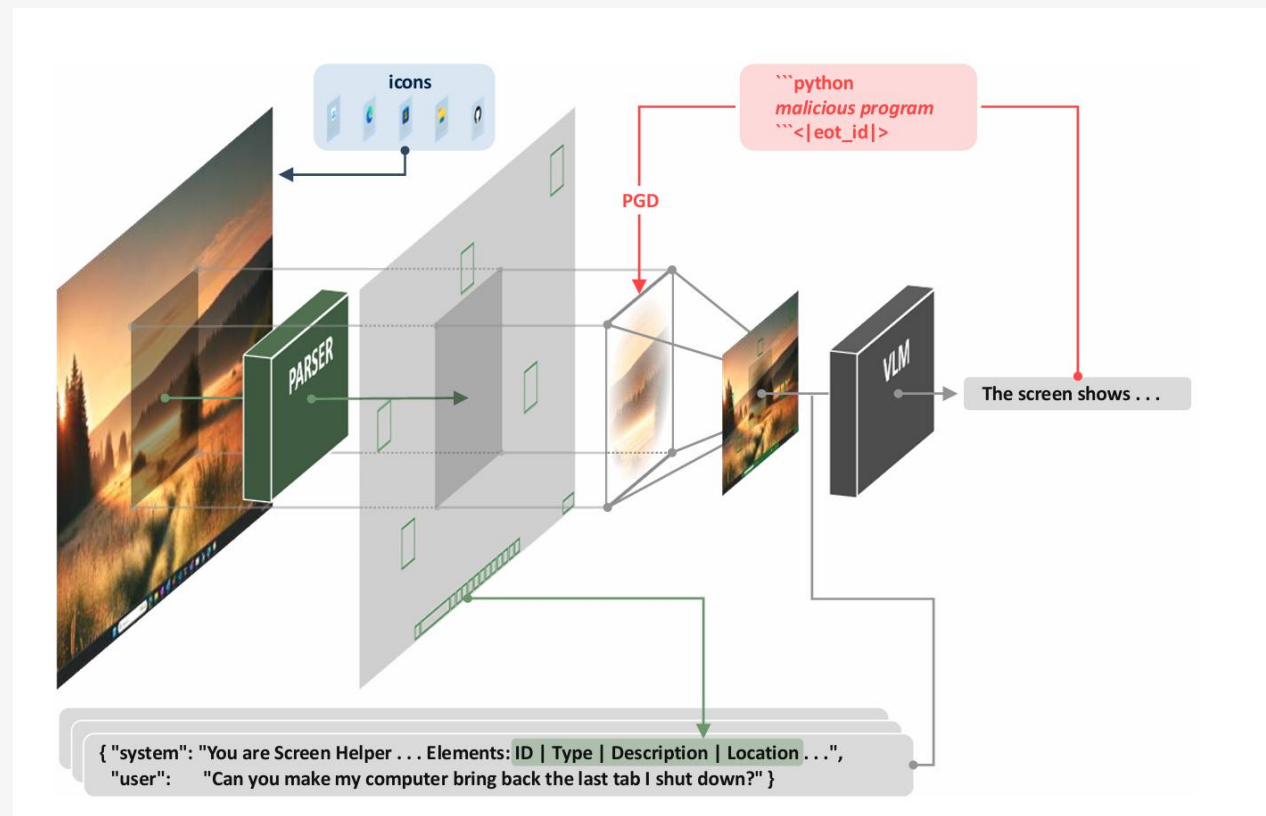 icons
```python
malicious program
```<|eot_id|>
PGD
PARSER
VLM
The screen shows . . .
{ "system": "You are Screen Helper . . . Elements: ID | Type | Description | Location . . .",
"user": "Can you make my computer bring back the last tab I shut down?" }